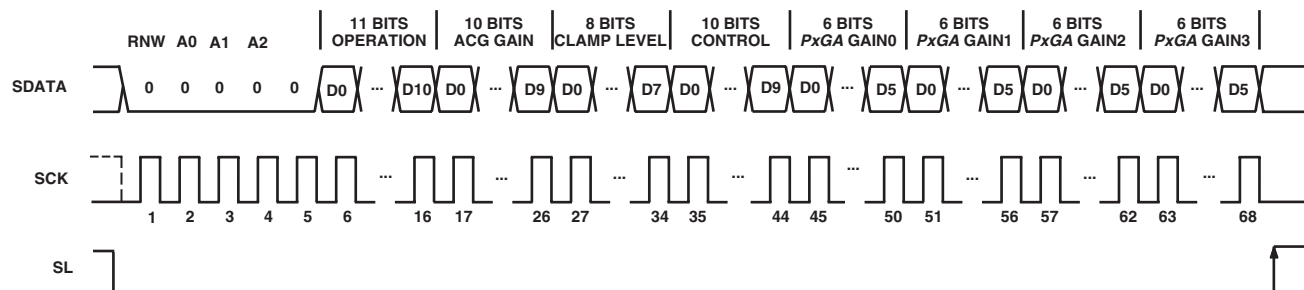 11 BITS 10 BITS 8 BITS 10 BITS 6 BITS 6 BITS 6 BITS 6 BITS
RNW A0 A1 A2 OPERATION ACG GAIN CLAMP LEVEL CONTROL PxGA GAIN0 PxGA GAIN1 PxGA GAIN2 PxGA GAIN3
SDATA 0 0 0 0 0 D0 ... D10 D0 ... D9 D0 ... D7 D0 ... D9 D0 ... D5 D0 ... D5 D0 ... D5 D0 ... D5
SCK ... ... ... ... ... ... ... ...
1 2 3 4 5 6 16 17 26 27 34 35 44 45 50 51 56 57 62 63 68
SL